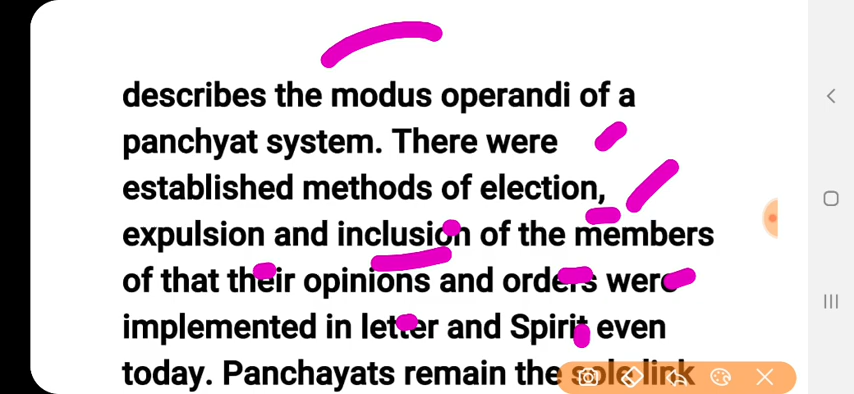 describes the modus operandi of a
panchyat system. There were
established methods of election,
expulsion and inclusion of the members
of that their opinions and orders were
implemented in letter and Spirit even
today. Panchayats remain the sole link